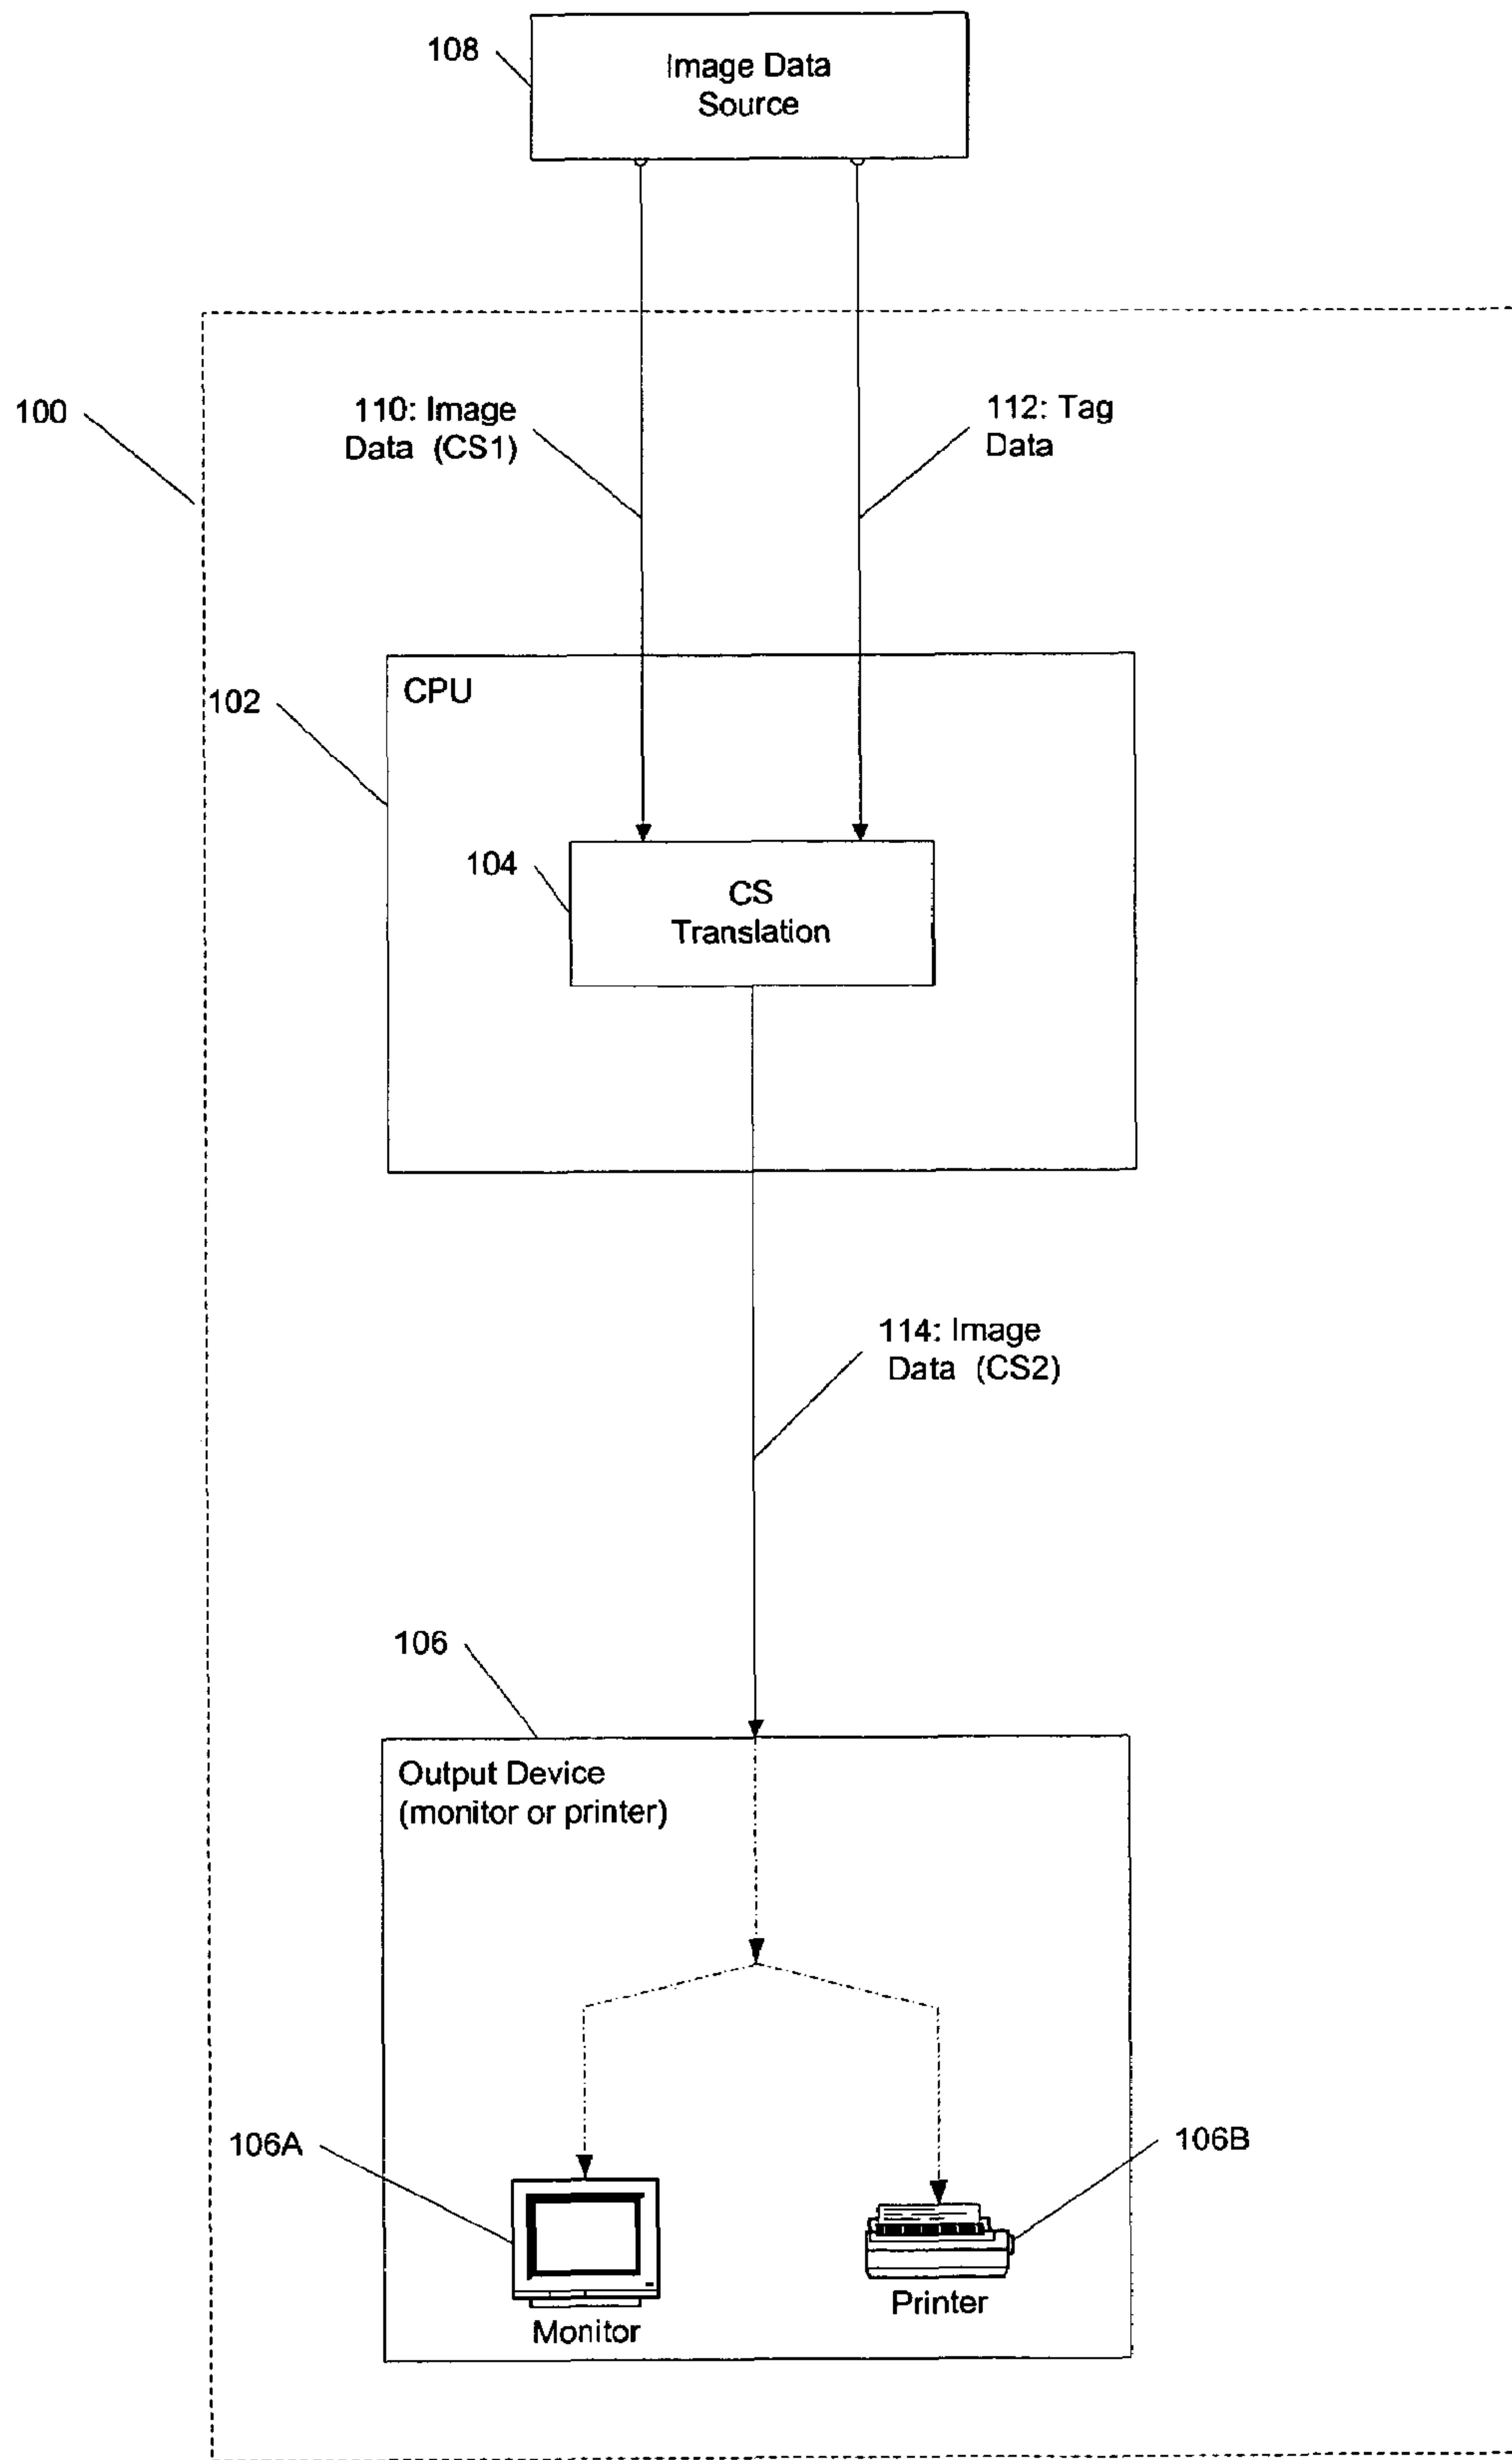 108
Image Data
Source
100
110: Image
Data (CS1)
112: Tag
Data
102
CPU
104
CS
Translation
114: Image
Data (CS2)
106
Output Device
(monitor or printer)
106A
106B
Printer
Monitor